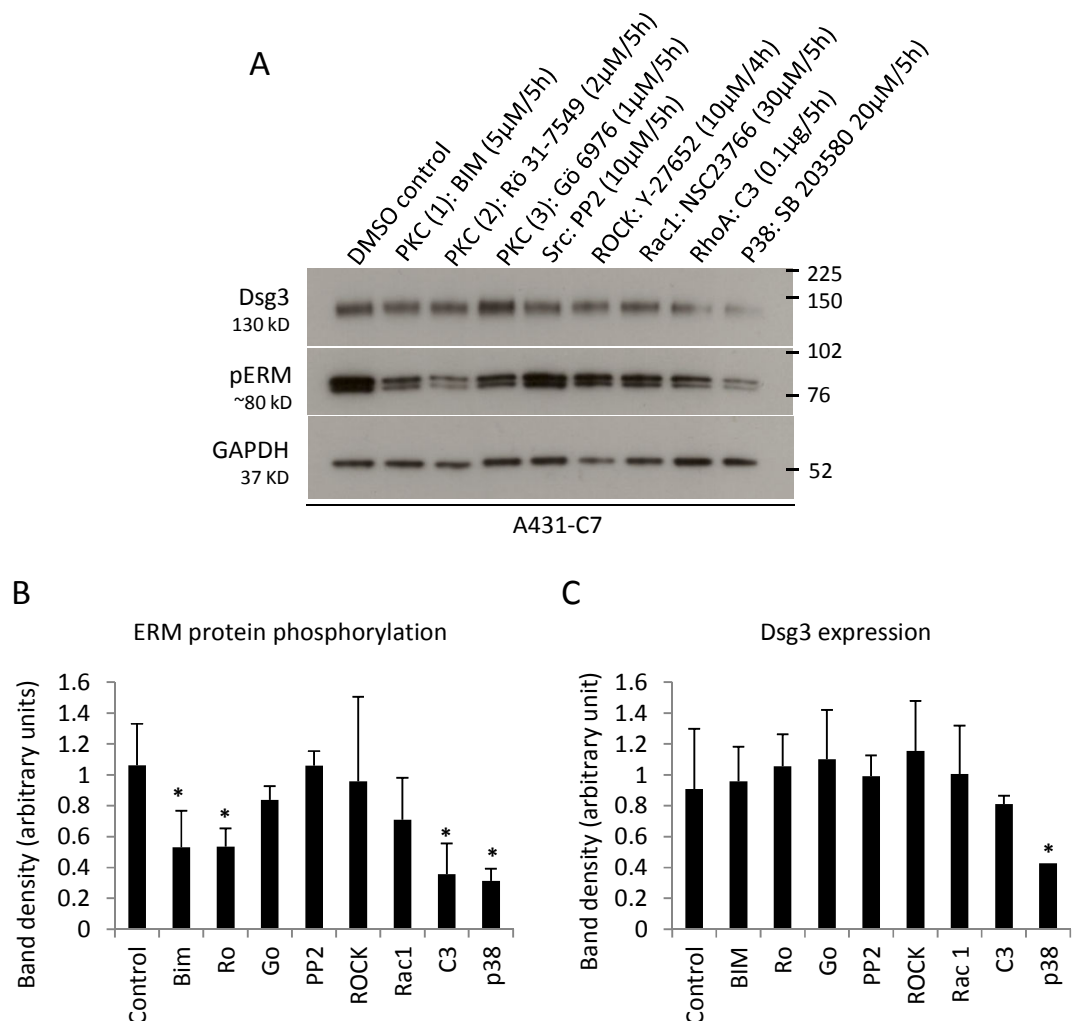 A
DMSO control
PKC (1): BIM (5µM/5h)
PKC (2): Rö 31-7549 (2µM/5h)
PKC (3): Gö 6976 (1µM/5h)
Src: PP2 (10µM/5h)
ROCK: Y-27652 (10µM/4h)
Rac1: NSC23766 (30µM/5h)
RhoA: C3 (0.1µg/5h)
P38: SB 203580 20µM/5h)
Dsg3
130 kD
225
150
pERM
~80 kD
102
76
GAPDH
37 KD
52
A431-C7
B
ERM protein phosphorylation
Band density (arbitrary units)
1.6
1.4
1.2
1
0.8
0.6
0.4
0.2
0
* * * *
Control Bim Ro Go PP2 ROCK Rac1 C3 p38
C
Dsg3 expression
Band density (arbitrary unit)
1.6
1.4
1.2
1
0.8
0.6
0.4
0.2
0
*
Control BIM Ro Go PP2 ROCK Rac 1 C3 p38